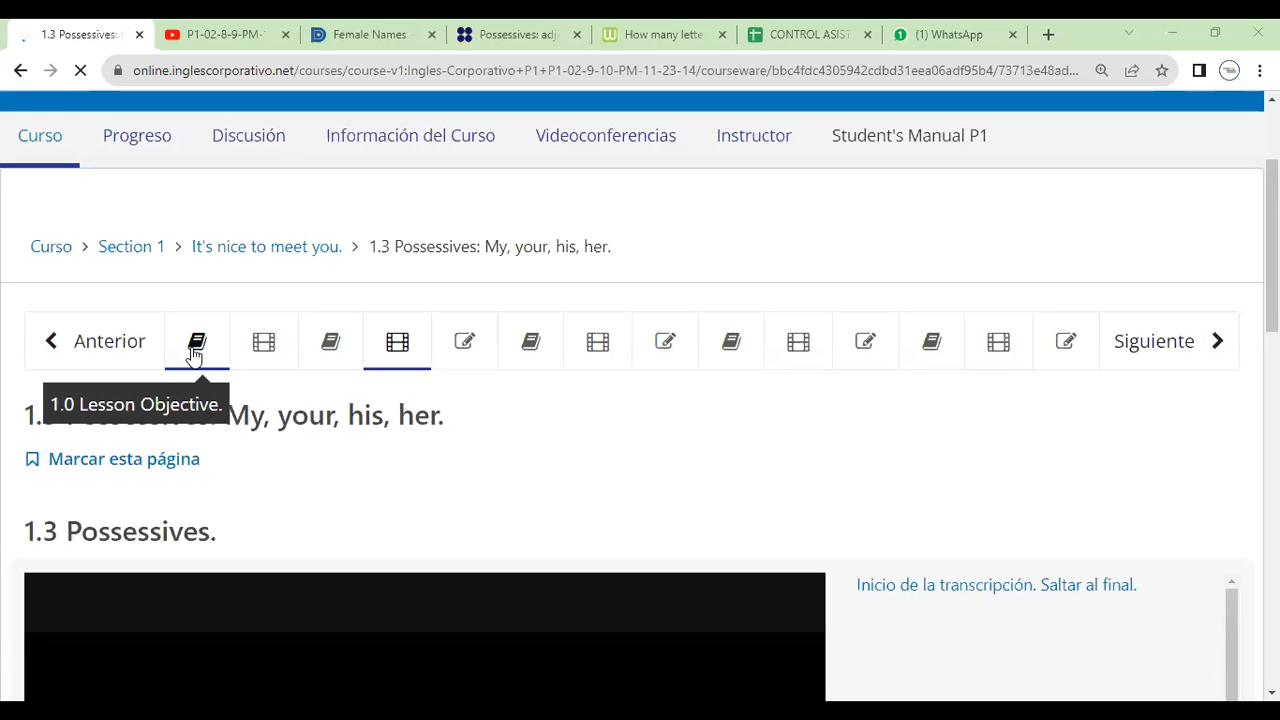 1.3 Possessives:
P1-02-8-9-PM-
Female Names
Possessives: adj
How many lette
CONTROL ASIST
(1) WhatsApp
online.inglescorporativo.net/courses/course-v1:Ingles-Corporativo+P1+P1-02-9-10-PM-11-23-14/courseware/bbc4fdc4305942cdbd31eea06adf95b4/73713e48ad...
Curso
Progreso
Discusión
Información del Curso
Videoconferencias
Instructor
Student's Manual P1
Curso > Section 1 > It's nice to meet you. > 1.3 Possessives: My, your, his, her.
Anterior
Siguiente
1.0 Lesson Objective.
My, your, his, her.
Marcar esta página
1.3 Possessives.
Inicio de la transcripción. Saltar al final.